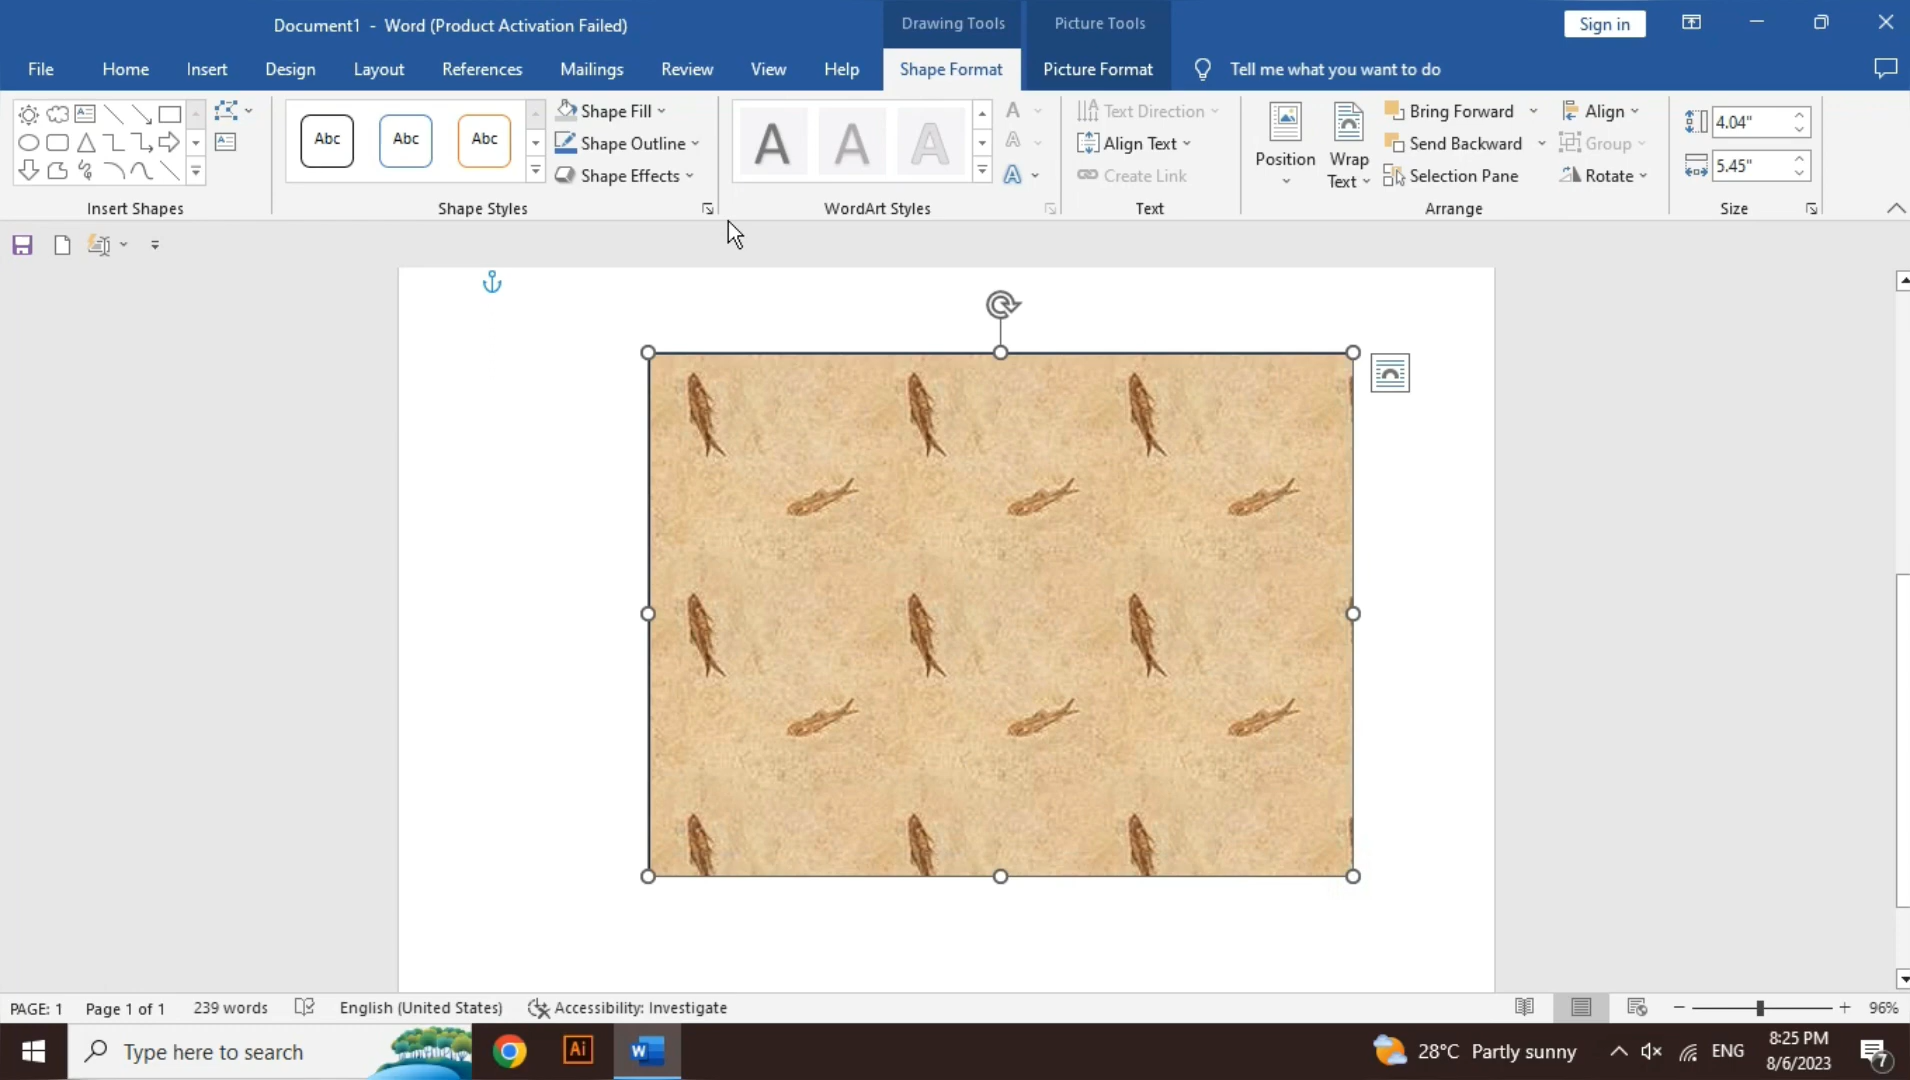 Document1 - Word (Product Activation Failed)
Drawing Tools
Picture Tools
Sign in
File
Home
Insert
Design
Layout
References
Mailings
Review
View
Help
Shape Format
Picture Format
Tell me what you want to do
Abc
Abc
Abc
Shape Fill
Shape Outline
Shape Effects
A
A
A
A
A
A
Text Direction
Align Text
Create Link
Position
Wrap
Text
Bring Forward
Send Backward
Selection Pane
Align
Group
Rotate
4.04"
5.45"
Insert Shapes
Shape Styles
WordArt Styles
Text
Arrange
Size
PAGE: 1
Page 1 of 1
239 words
English (United States)
Accessibility: Investigate
96%
Type here to search
Ai
W
28°C Partly sunny
ENG
8:25 PM
8/6/2023
7